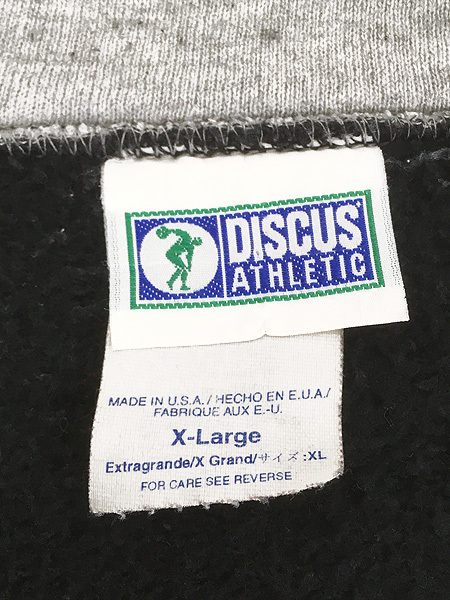 DISCUS
ATHLETIC
MADE IN U.S.A./HECHO EN E.U.A./
FABRIQUE AUX E.-U.
X-Large
Extragrande/X Grand/サイズ:XL
FOR CARE SEE REVERSE